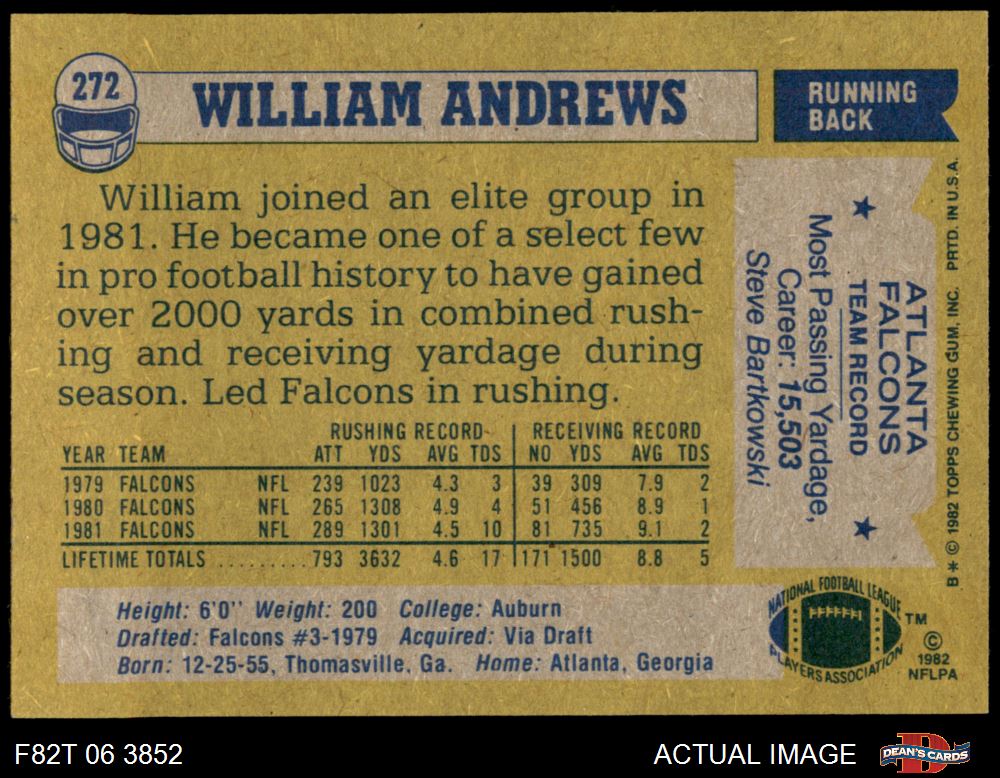 272
WILLIAM ANDREWS
RUNNING
BACK
William joined an elite group in
1981. He became one of a select few
in pro football history to have gained
over 2000 yards in combined rush-
ing and receiving yardage during
season. Led Falcons in rushing.
RUSHING RECORD RECEIVING RECORD
YEAR TEAM ATT YDS AVG TDS NO YDS AVG TDS
1979 FALCONS NFL 239 1023 4.3 3 39 309 7.9 2
1980 FALCONS NFL 265 1308 4.9 4 51 456 8.9 1
1981 FALCONS NFL 289 1301 4.5 10 81 735 9.1 2
LIFETIME TOTALS ......... 793 3632 4.6 17 171 1500 8.8 5
Height: 6'0" Weight: 200 College: Auburn
Drafted: Falcons #3-1979 Acquired: Via Draft
Born: 12-25-55, Thomasville, Ga. Home: Atlanta, Georgia
ATLANTA
FALCONS
★ TEAM RECORD ★
Most Passing Yardage,
Career: 15,503
Steve Bartkowski
B * © 1982 TOPPS CHEWING GUM, INC. PRTD. IN U.S.A.
NATIONAL FOOTBALL LEAGUE
PLAYERS ASSOCIATION
TM
©
1982
NFLPA
F82T 06 3852
ACTUAL IMAGE
D
DEAN'S CARDS